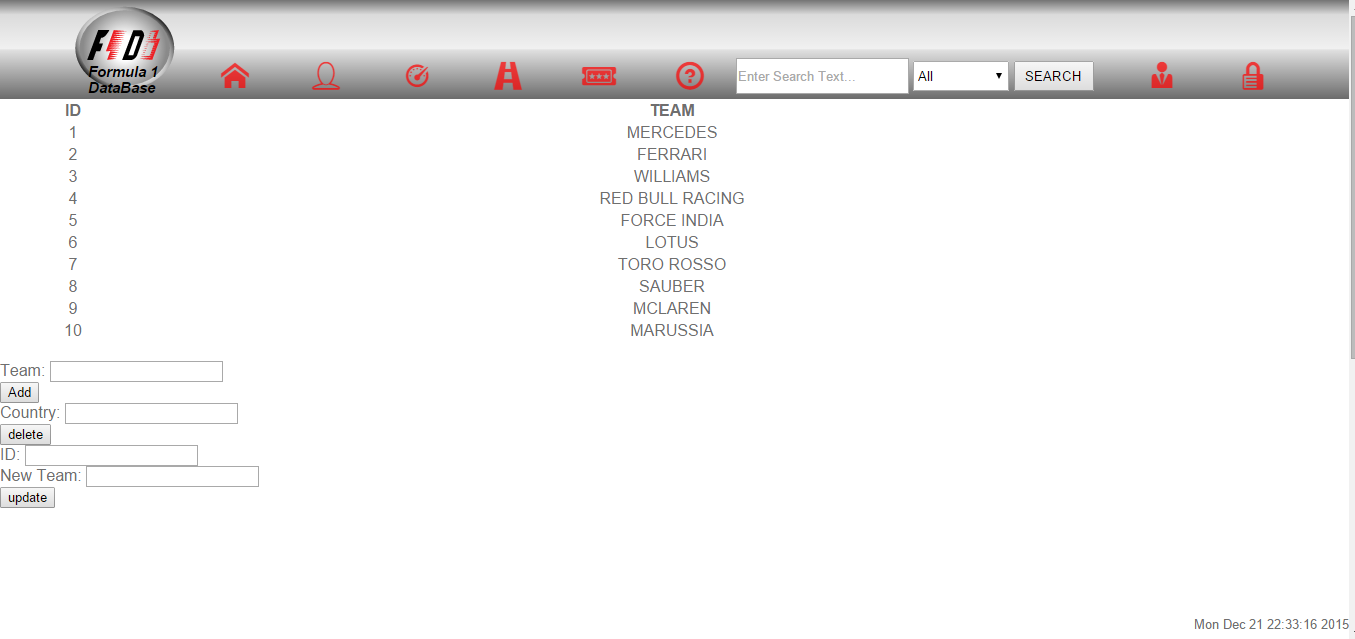 F1DB
Formula 1
DataBase
Enter Search Text...
All
SEARCH
ID TEAM
1 MERCEDES
2 FERRARI
3 WILLIAMS
4 RED BULL RACING
5 FORCE INDIA
6 LOTUS
7 TORO ROSSO
8 SAUBER
9 MCLAREN
10 MARUSSIA
Team:
Add
Country:
delete
ID:
New Team:
update
Mon Dec 21 22:33:16 2015